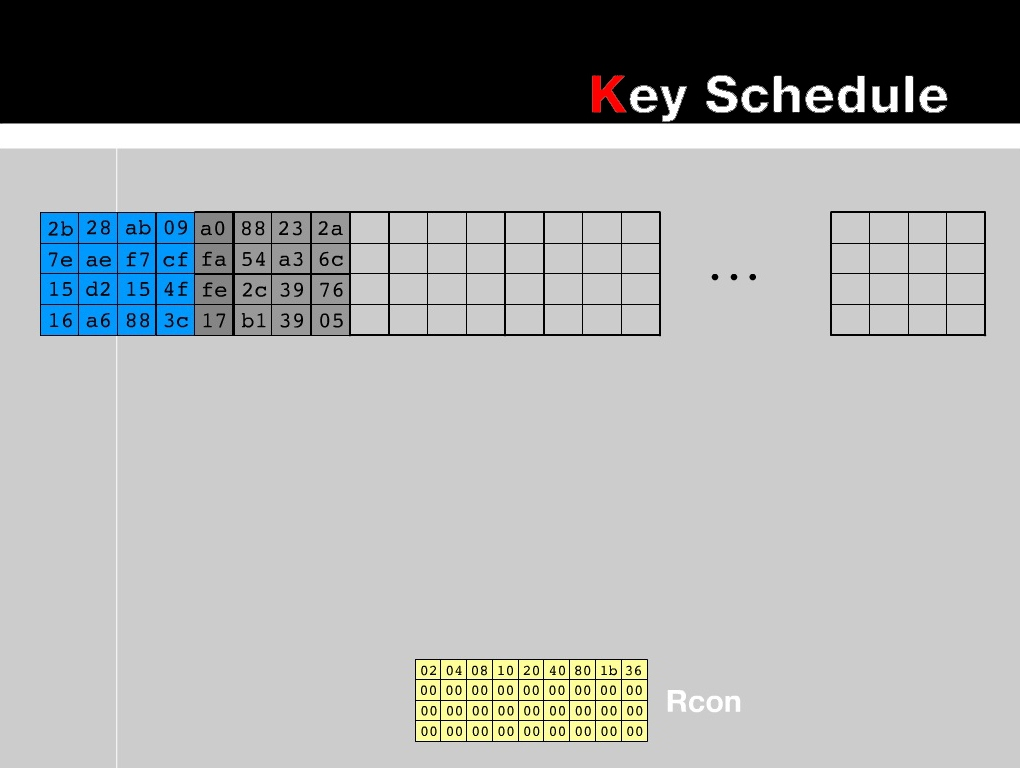 Key Schedule
2b 28 ab 09 a0 88 23 2a
7e ae f7 cf fa 54 a3 6c
15 d2 15 4f fe 2c 39 76
16 a6 88 3c 17 b1 39 05
...
02 04 08 10 20 40 80 1b 36
00 00 00 00 00 00 00 00 00
00 00 00 00 00 00 00 00 00
00 00 00 00 00 00 00 00 00
Rcon